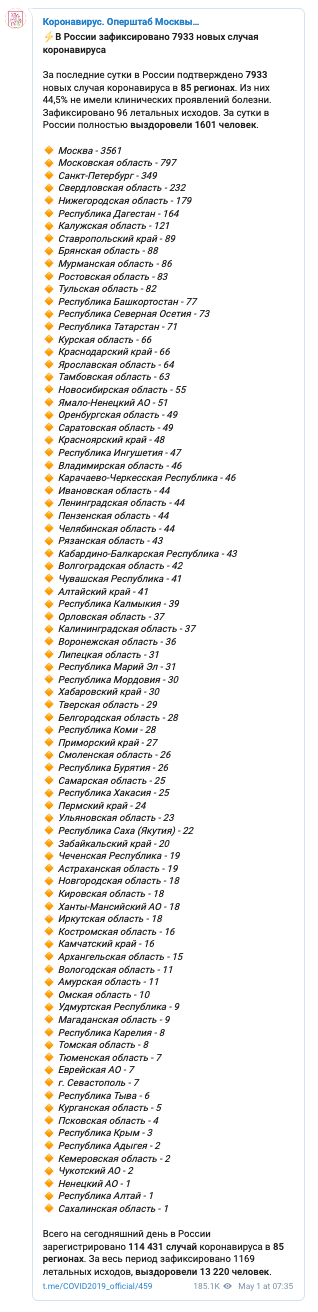 Коронавирус. Оперштаб Москвы…
⚡В России зафиксировано 7933 новых случая
коронавируса
За последние сутки в России подтверждено 7933
новых случая коронавируса в 85 регионах. Из них
44,5% не имели клинических проявлений болезни.
Зафиксировано 96 летальных исходов. За сутки в
России полностью выздоровели 1601 человек.
🔸 Москва - 3561
🔸 Московская область - 797
🔸 Санкт-Петербург - 349
🔸 Свердловская область - 232
🔸 Нижегородская область - 179
🔸 Республика Дагестан - 164
🔸 Калужская область - 121
🔸 Ставропольский край - 89
🔸 Брянская область - 88
🔸 Мурманская область - 86
🔸 Ростовская область - 83
🔸 Тульская область - 82
🔸 Республика Башкортостан - 77
🔸 Республика Северная Осетия - 73
🔸 Республика Татарстан - 71
🔸 Курская область - 66
🔸 Краснодарский край - 66
🔸 Ярославская область - 64
🔸 Тамбовская область - 63
🔸 Новосибирская область - 55
🔸 Ямало-Ненецкий АО - 51
🔸 Оренбургская область - 49
🔸 Саратовская область - 49
🔸 Красноярский край - 48
🔸 Республика Ингушетия - 47
🔸 Владимирская область - 46
🔸 Карачаево-Черкесская Республика - 46
🔸 Ивановская область - 44
🔸 Ленинградская область - 44
🔸 Пензенская область - 44
🔸 Челябинская область - 44
🔸 Рязанская область - 43
🔸 Кабардино-Балкарская Республика - 43
🔸 Волгоградская область - 42
🔸 Чувашская Республика - 41
🔸 Алтайский край - 41
🔸 Республика Калмыкия - 39
🔸 Орловская область - 37
🔸 Калининградская область - 37
🔸 Воронежская область - 36
🔸 Липецкая область - 31
🔸 Республика Марий Эл - 31
🔸 Республика Мордовия - 30
🔸 Хабаровский край - 30
🔸 Тверская область - 29
🔸 Белгородская область - 28
🔸 Республика Коми - 28
🔸 Приморский край - 27
🔸 Смоленская область - 26
🔸 Республика Бурятия - 26
🔸 Самарская область - 25
🔸 Республика Хакасия - 25
🔸 Пермский край - 24
🔸 Ульяновская область - 23
🔸 Республика Саха (Якутия) - 22
🔸 Забайкальский край - 20
🔸 Чеченская Республика - 19
🔸 Астраханская область - 19
🔸 Новгородская область - 18
🔸 Кировская область - 18
🔸 Ханты-Мансийский АО - 18
🔸 Иркутская область - 18
🔸 Костромская область - 16
🔸 Камчатский край - 16
🔸 Архангельская область - 15
🔸 Вологодская область - 11
🔸 Амурская область - 11
🔸 Омская область - 10
🔸 Удмуртская Республика - 9
🔸 Магаданская область - 9
🔸 Республика Карелия - 8
🔸 Томская область - 8
🔸 Тюменская область - 7
🔸 Еврейская АО - 7
🔸 г. Севастополь - 7
🔸 Республика Тыва - 6
🔸 Курганская область - 5
🔸 Псковская область - 4
🔸 Республика Крым - 3
🔸 Республика Адыгея - 2
🔸 Кемеровская область - 2
🔸 Чукотский АО - 2
🔸 Ненецкий АО - 1
🔸 Республика Алтай - 1
🔸 Сахалинская область - 1
Всего на сегодняшний день в России
зарегистрировано 114 431 случай коронавируса в 85
регионах. За весь период зафиксировано 1169
летальных исходов, выздоровели 13 220 человек.
t.me/COVID2019_official/459 185.1K May 1 at 07:35